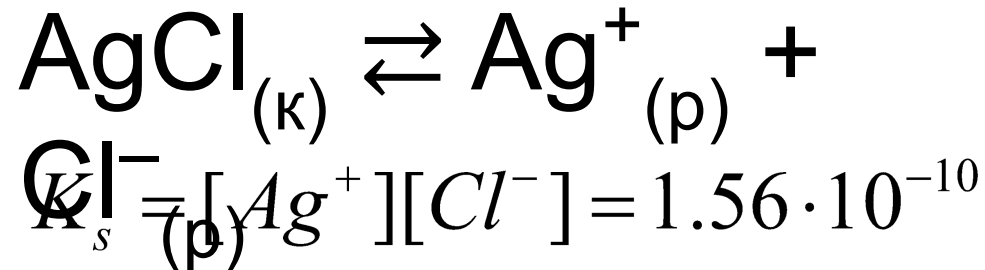 AgCl(к) ⇄ Ag⁺(р) +
Cl⁻(р)
Kₛ = [Ag⁺][Cl⁻] = 1.56·10⁻¹⁰